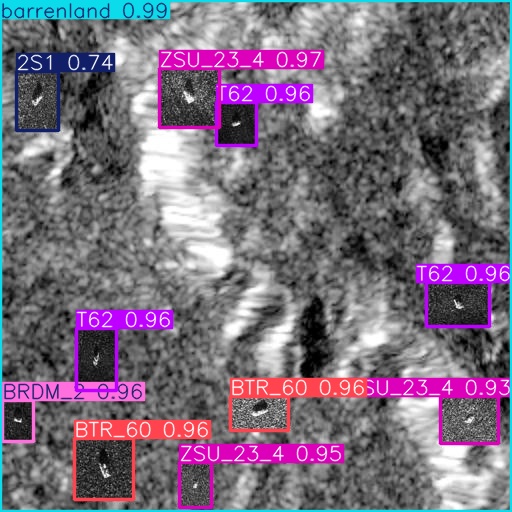 barrenland 0.99
2S1 0.74
ZSU_23_4 0.97
T62 0.96
T62 0.96
T62 0.96
BRDM_2 0.96
BTR_60 0.96
SU_23_4 0.93
BTR_60 0.96
ZSU_23_4 0.95